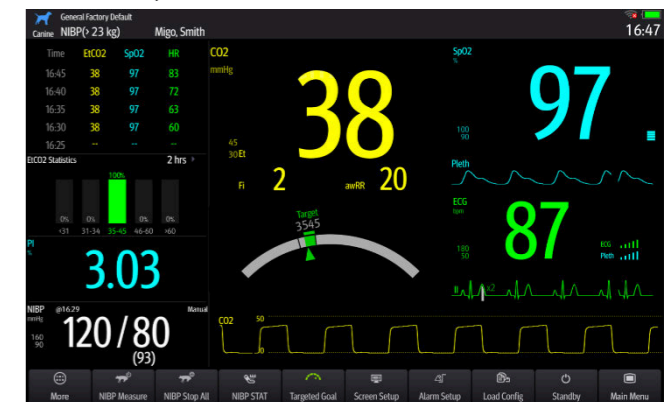 General Factory Default
Canine NIBP(> 23 kg) Migo, Smith 16:47
Time EtCO2 SpO2 HR
16:45 38 97 83
16:40 38 97 72
16:35 38 97 63
16:30 38 97 60
16:25 -- -- --
EtCO2 Statistics 2 hrs
100%
0% 0% 0% 0%
<31 31-34 35-45 46-60 >60
PI
%
3.03
NIBP @16:29 Manual
mmHg
160
90
120/80
(93)
CO2
mmHg
38
45
30 Et
Fi 2 awRR 20
Target
3545
SpO2
%
97
100
90
Pleth
ECG
bpm
87
180
50
ECG
Pleth
II x2
CO2 50
0
More NIBP Measure NIBP Stop All NIBP STAT Targeted Goal Screen Setup Alarm Setup Load Config Standby Main Menu